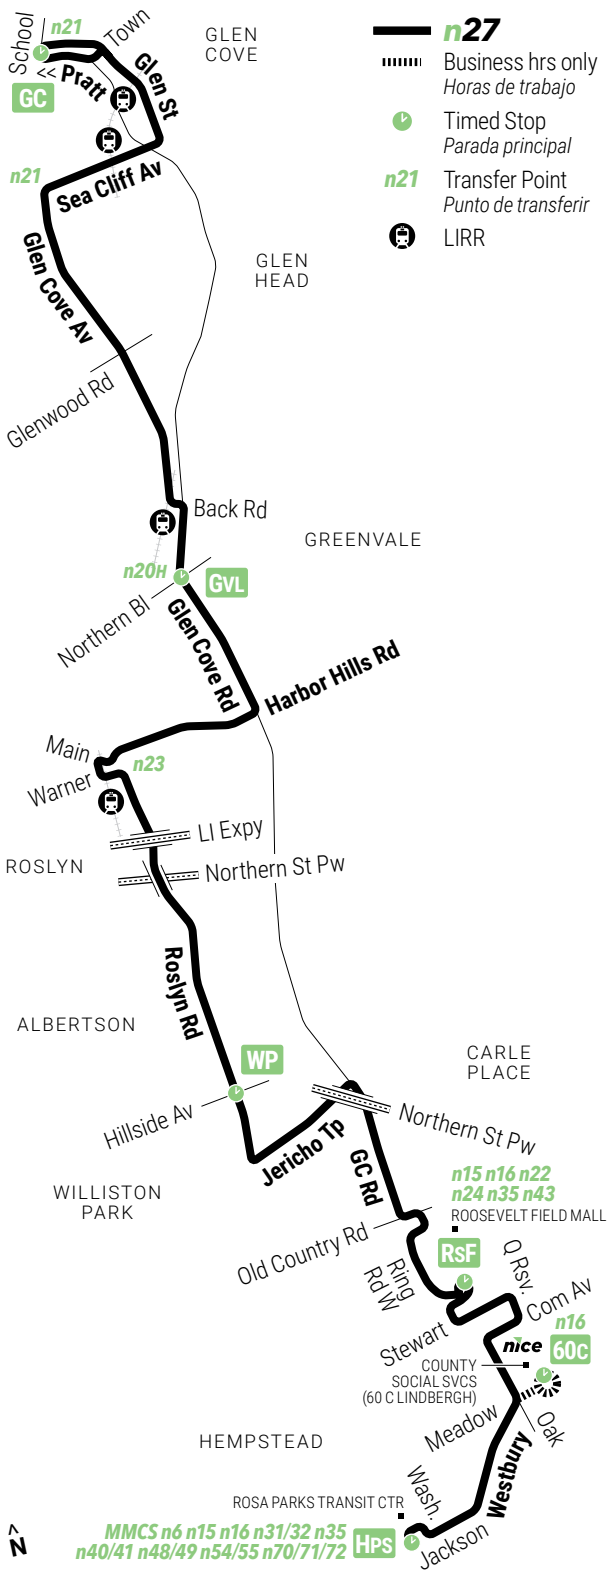 n27
Business hrs only
Horas de trabajo
Timed Stop
Parada principal
n21 Transfer Point
Punto de transferir
LIRR
School
n21
Town
GLEN
COVE
<< Pratt
Glen St
GC
n21
Sea Cliff Av
Glen Cove Av
GLEN
HEAD
Glenwood Rd
Back Rd
GREENVALE
n20H
GVL
Northern Bl
Glen Cove Rd
Harbor Hills Rd
Main
n23
Warner
LI Expy
ROSLYN
Northern St Pw
Roslyn Rd
ALBERTSON
WP
CARLE
PLACE
Hillside Av
Northern St Pw
Jericho Tp
GC Rd
WILLISTON
PARK
n15 n16 n22
n24 n35 n43
ROOSEVELT FIELD MALL
Old Country Rd
RSF
Ring
Rd W
Q Rsv.
Com Av
Stewart
n16
nice
60C
COUNTY
SOCIAL SVCS
(60 C LINDBERGH)
Meadow
Oak
HEMPSTEAD
Westbury
Wash.
ROSA PARKS TRANSIT CTR
MMCS n6 n15 n16 n31/32 n35
n40/41 n48/49 n54/55 n70/71/72
HPS
Jackson
^
N